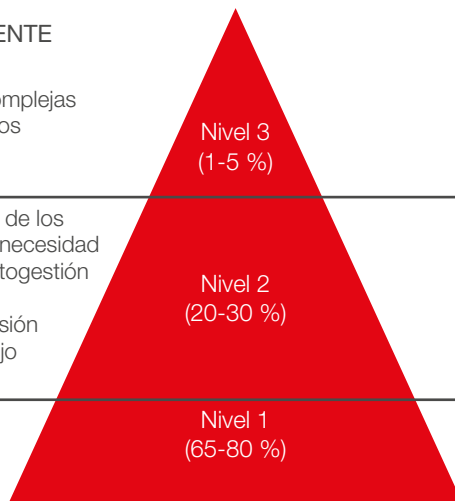 ENTE
omplejas
os
Nivel 3
(1-5 %)
de los
necesidad
togestión
sión
jo
Nivel 2
(20-30 %)
Nivel 1
(65-80 %)